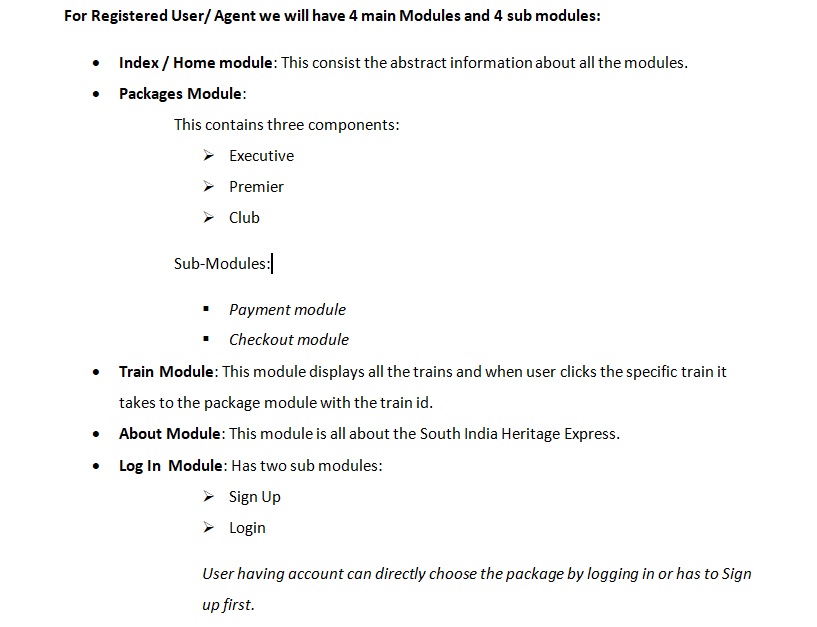 For Registered User/ Agent we will have 4 main Modules and 4 sub modules:
• Index / Home module: This consist the abstract information about all the modules.
• Packages Module:
This contains three components:
➢ Executive
➢ Premier
➢ Club
Sub-Modules:
▪ Payment module
▪ Checkout module
• Train Module: This module displays all the trains and when user clicks the specific train it
takes to the package module with the train id.
• About Module: This module is all about the South India Heritage Express.
• Log In Module: Has two sub modules:
➢ Sign Up
➢ Login
User having account can directly choose the package by logging in or has to Sign
up first.